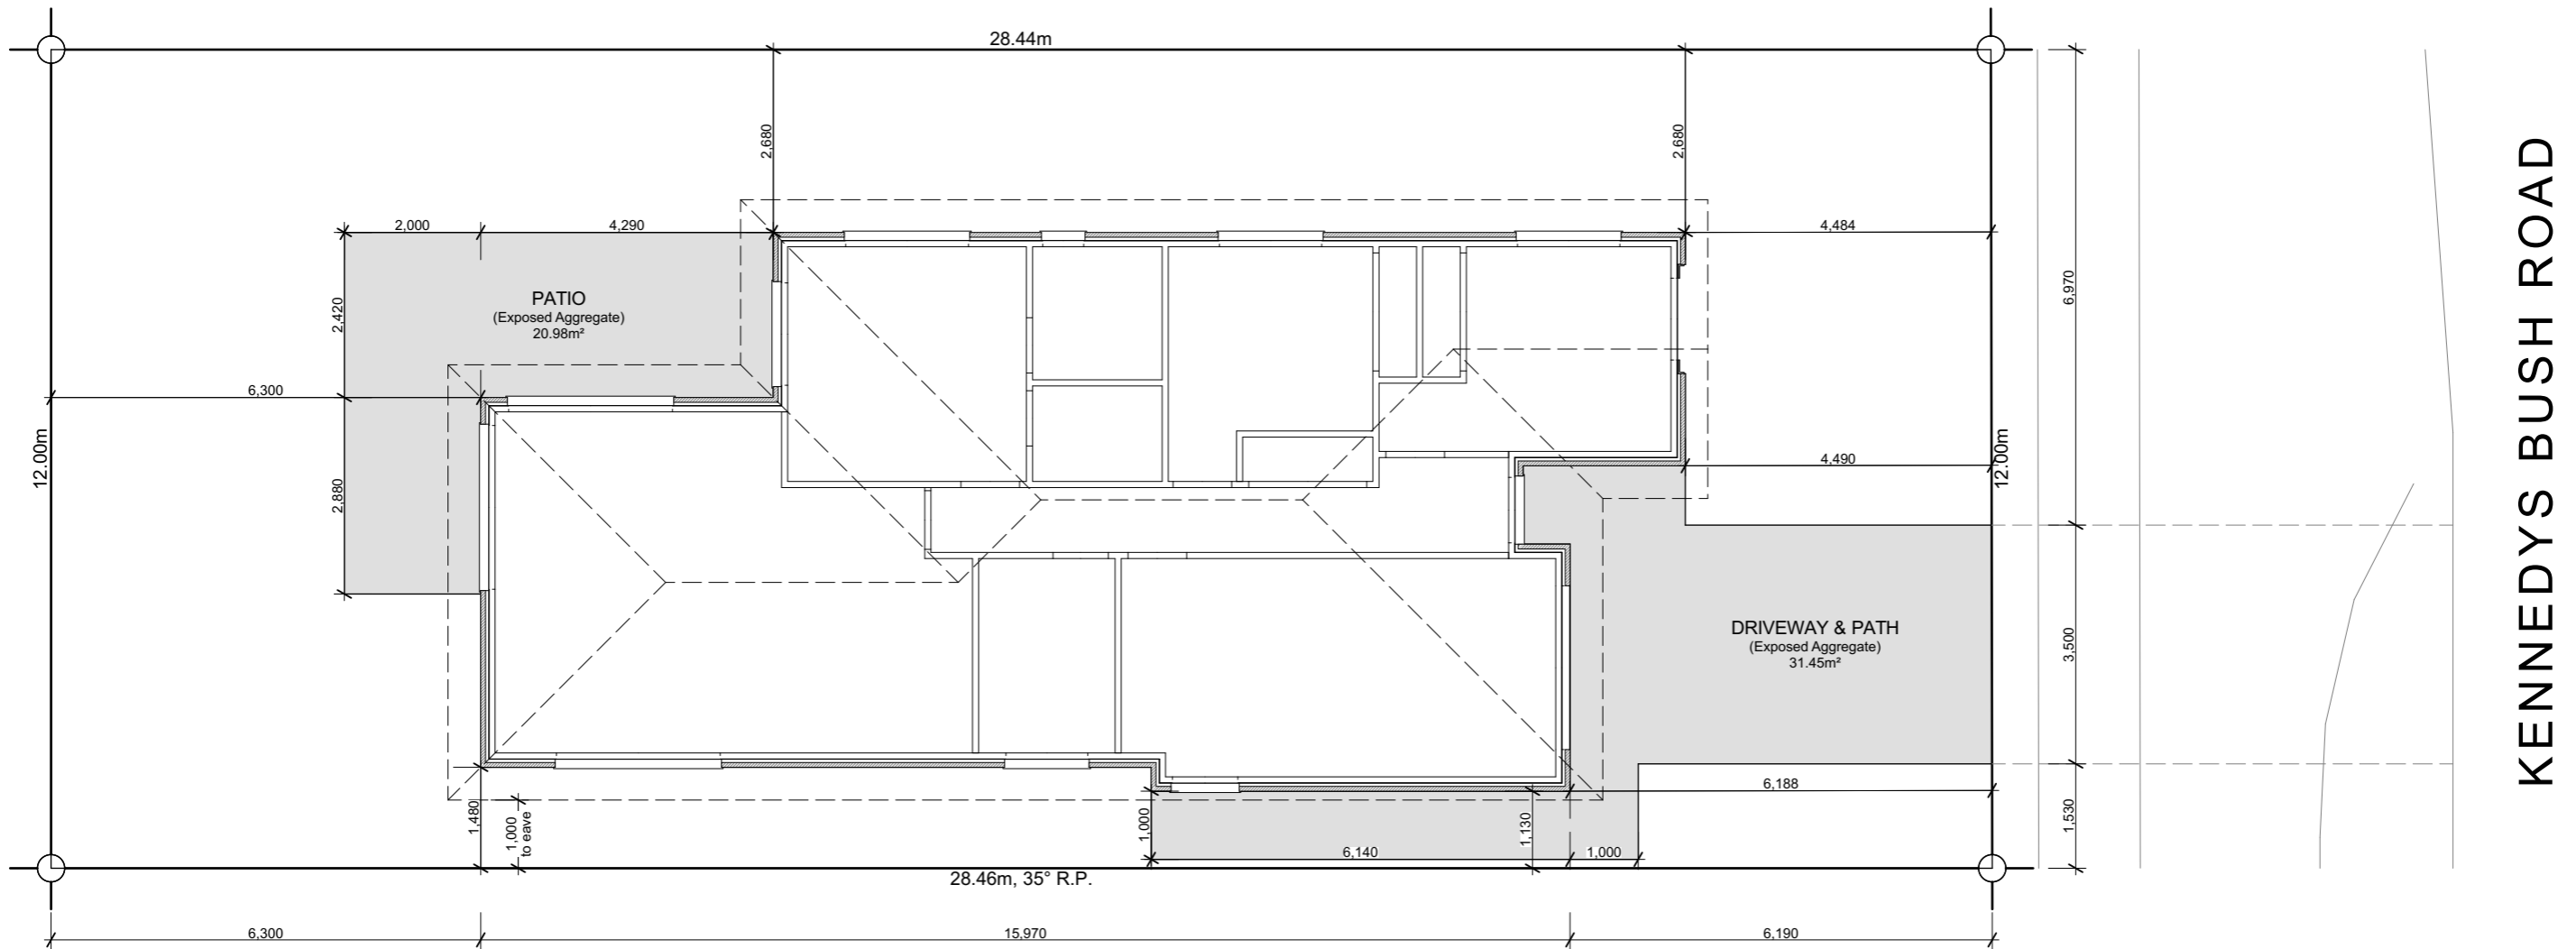 28.44m
2,680
2,680
2,000
4,290
4,484
PATIO
(Exposed Aggregate)
20.98m²
2,420
6,970
6,300
12.00m
12.00m
4,490
2,880
DRIVEWAY & PATH
(Exposed Aggregate)
31.45m²
3,500
KENNEDYS BUSH ROAD
6,188
1,480
1,000
to eave
1,000
1,130
1,530
6,140
1,000
28.46m, 35° R.P.
6,300
15,970
6,190